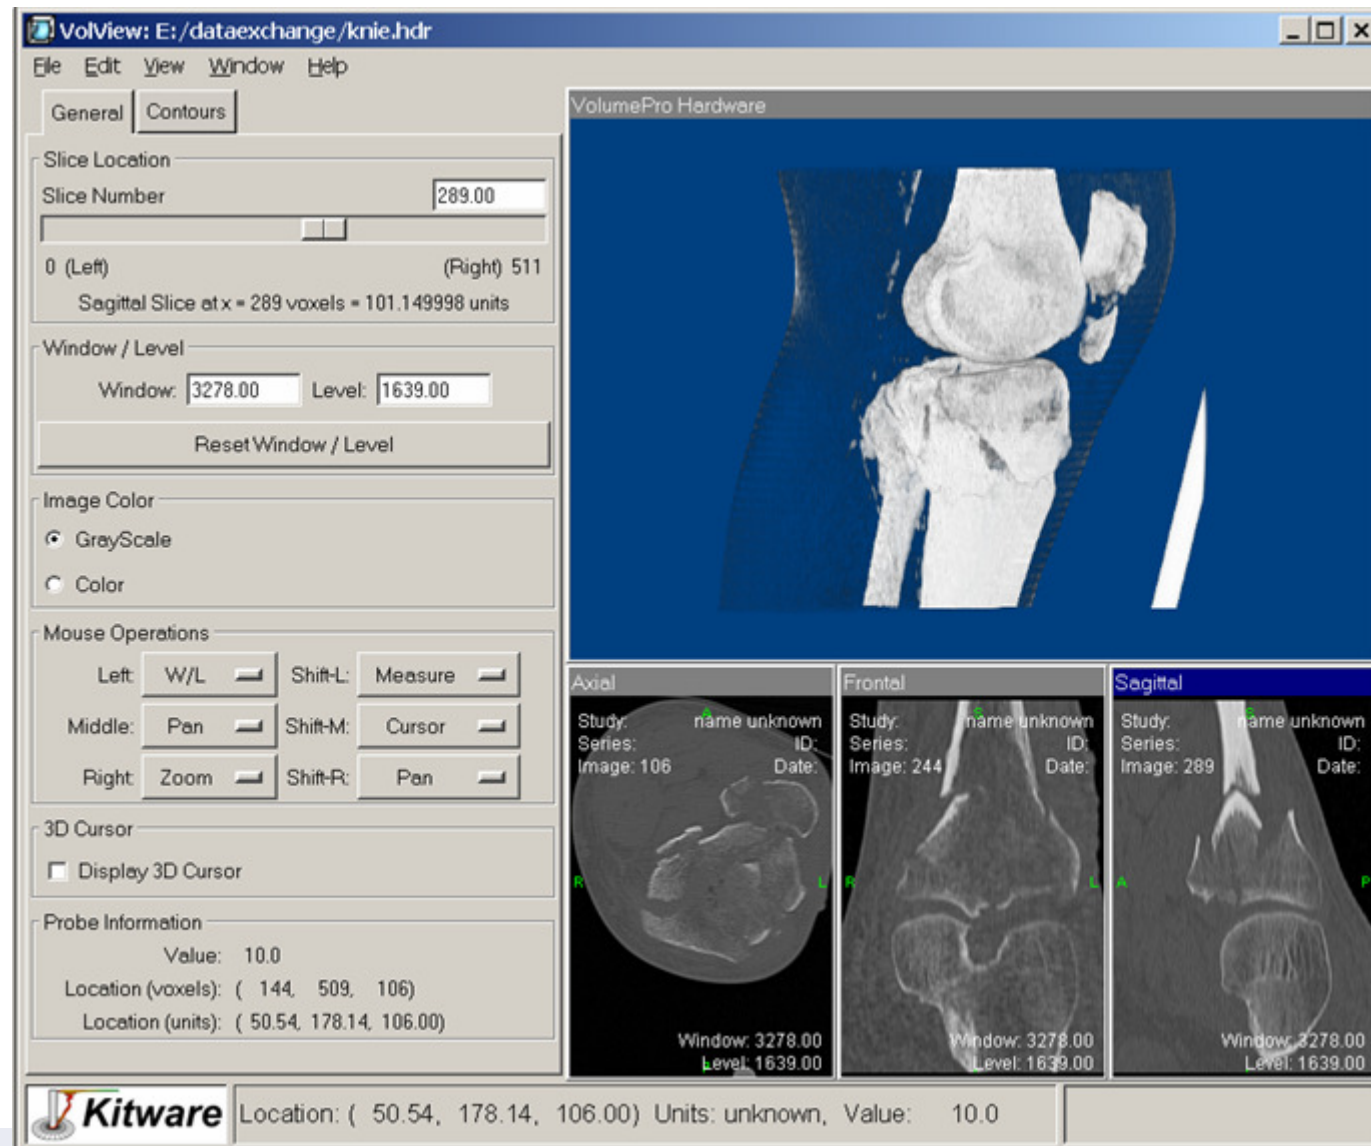 VolView: E:/dataexchange/knie.hdr
File Edit View Window Help
General Contours
Slice Location
Slice Number 289.00
0 (Left) (Right) 511
Sagittal Slice at x = 289 voxels = 101.149998 units
Window / Level
Window: 3278.00 Level: 1639.00
Reset Window / Level
Image Color
GrayScale
Color
Mouse Operations
Left: W/L Shift-L: Measure
Middle: Pan Shift-M: Cursor
Right: Zoom Shift-R: Pan
3D Cursor
Display 3D Cursor
Probe Information
Value: 10.0
Location (voxels): ( 144, 509, 106)
Location (units): ( 50.54, 178.14, 106.00)
VolumePro Hardware
Axial
A
Study: name unknown
Series: ID:
Image: 106 Date:
R L
Window: 3278.00
Level: 1639.00
Frontal
S
Study: name unknown
Series: ID:
Image: 244 Date:
R L
Window: 3278.00
Level: 1639.00
Sagittal
S
Study: name unknown
Series: ID:
Image: 289 Date:
A P
Window: 3278.00
Level: 1639.00
Kitware
Location: ( 50.54, 178.14, 106.00) Units: unknown, Value: 10.0